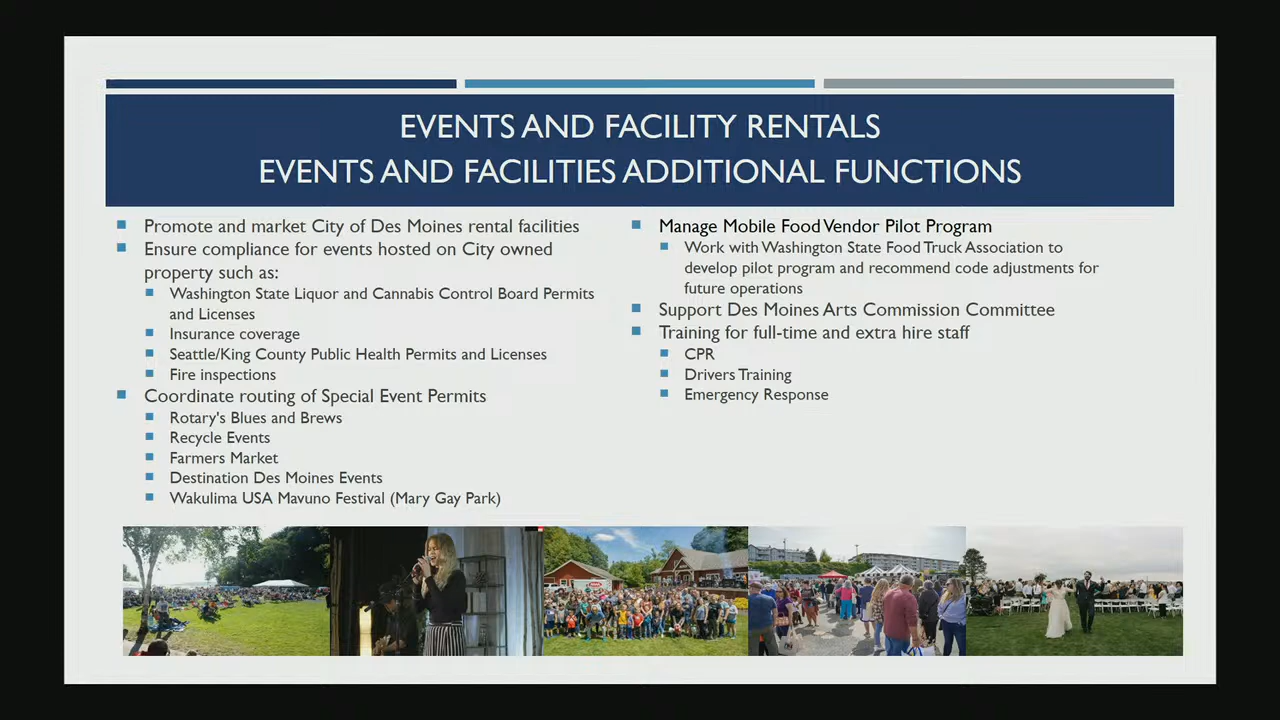 EVENTS AND FACILITY RENTALS
EVENTS AND FACILITIES ADDITIONAL FUNCTIONS
Promote and market City of Des Moines rental facilities
Ensure compliance for events hosted on City owned
property such as:
Washington State Liquor and Cannabis Control Board Permits
and Licenses
Insurance coverage
Seattle/King County Public Health Permits and Licenses
Fire inspections
Coordinate routing of Special Event Permits
Rotary's Blues and Brews
Recycle Events
Farmers Market
Destination Des Moines Events
Wakulima USA Mavuno Festival (Mary Gay Park)
Manage Mobile Food Vendor Pilot Program
Work with Washington State Food Truck Association to
develop pilot program and recommend code adjustments for
future operations
Support Des Moines Arts Commission Committee
Training for full-time and extra hire staff
CPR
Drivers Training
Emergency Response